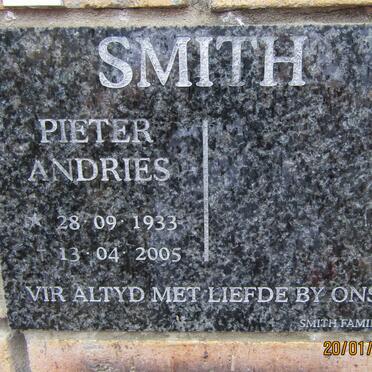 SMITH
PIETER
ANDRIES
* 28·09·1933
13·04·2005
VIR ALTYD MET LIEFDE BY ONS
SMITH FAMI
20/01/